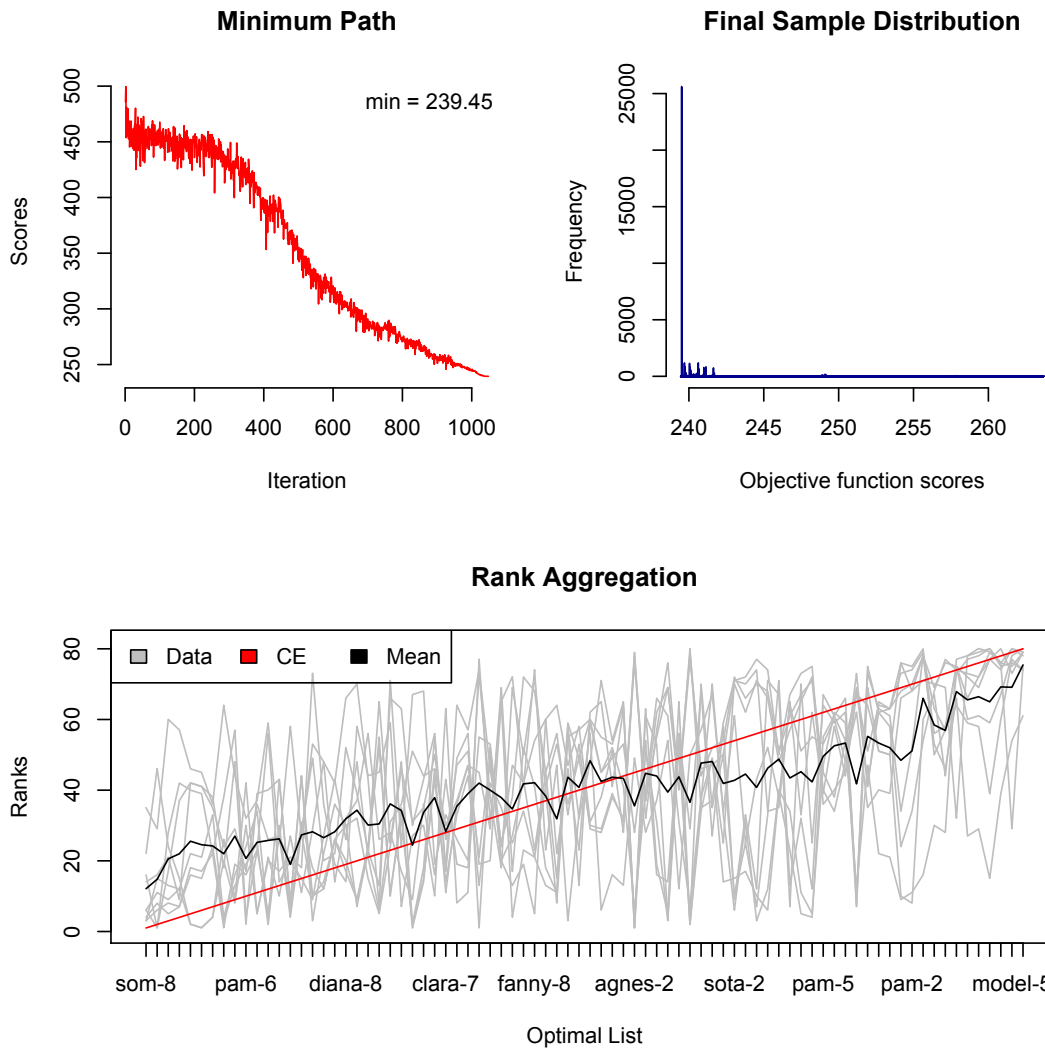 Minimum Path
Final Sample Distribution
min = 239.45
500
450
400
350
300
250
Scores
0 200 400 600 800 1000
Iteration
25000
15000
5000
0
Frequency
240 245 250 255 260
Objective function scores
Rank Aggregation
Data CE Mean
80
60
40
20
0
Ranks
som-8 pam-6 diana-8 clara-7 fanny-8 agnes-2 sota-2 pam-5 pam-2 model-5
Optimal List